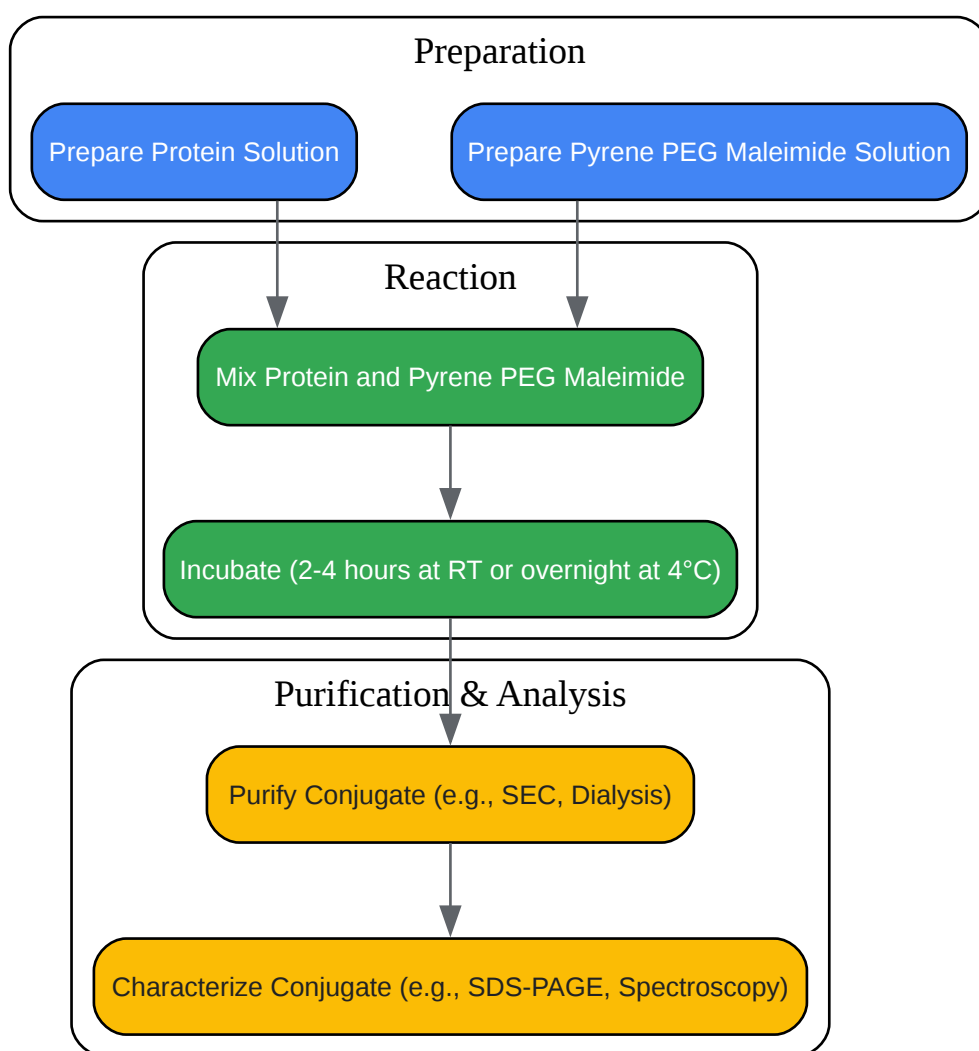 Preparation
Prepare Protein Solution
Prepare Pyrene PEG Maleimide Solution
Reaction
Mix Protein and Pyrene PEG Maleimide
Incubate (2-4 hours at RT or overnight at 4°C)
Purification & Analysis
Purify Conjugate (e.g., SEC, Dialysis)
Characterize Conjugate (e.g., SDS-PAGE, Spectroscopy)